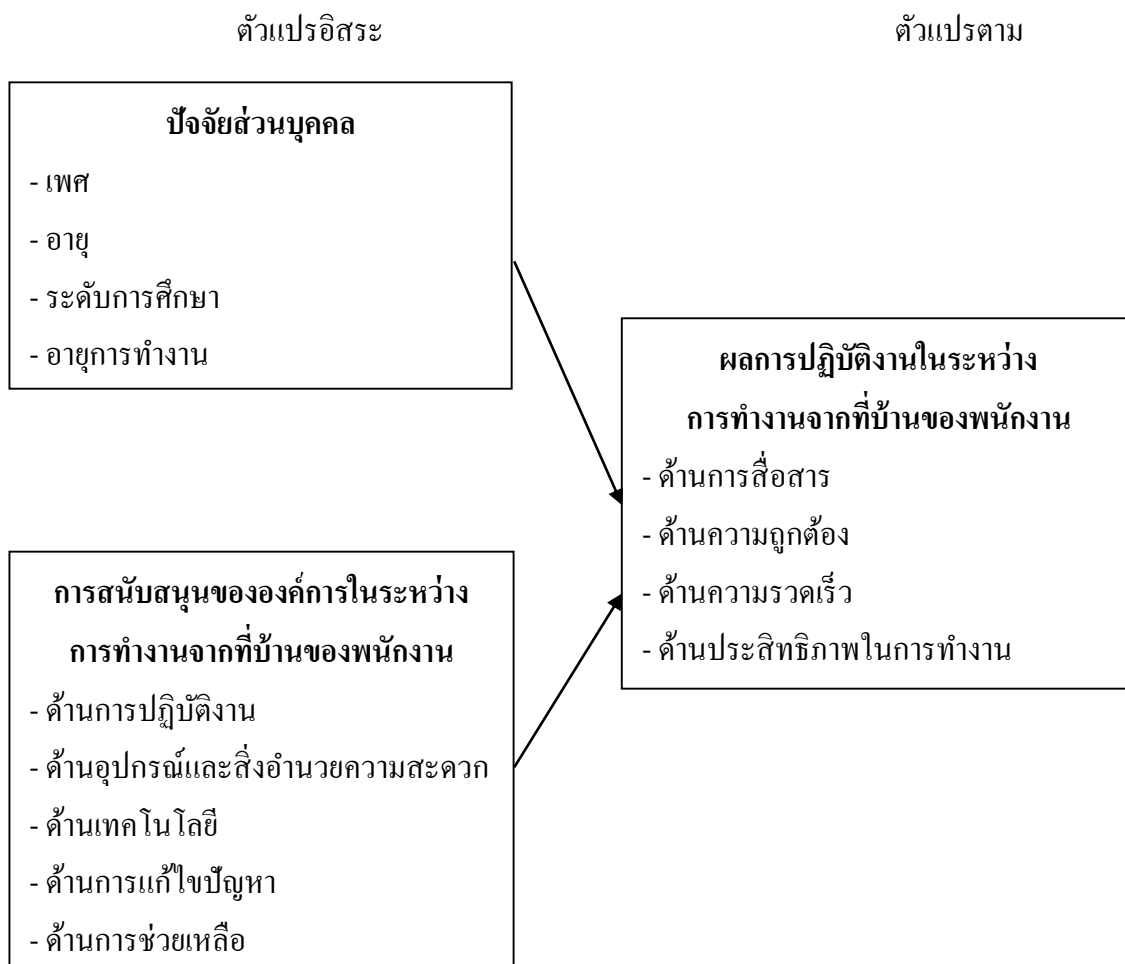 ตัวแปรอิสระ
ตัวแปรตาม
ปัจจัยส่วนบุคคล
- เพศ
- อายุ
- ระดับการศึกษา
- อายุการทำงาน
การสนับสนุนขององค์การในระหว่าง
การทำงานจากที่บ้านของพนักงาน
- ด้านการปฏิบัติงาน
- ด้านอุปกรณ์และสิ่งอำนวยความสะดวก
- ด้านเทคโนโลยี
- ด้านการแก้ไขปัญหา
- ด้านการช่วยเหลือ
ผลการปฏิบัติงานในระหว่าง
การทำงานจากที่บ้านของพนักงาน
- ด้านการสื่อสาร
- ด้านความถูกต้อง
- ด้านความรวดเร็ว
- ด้านประสิทธิภาพในการทำงาน